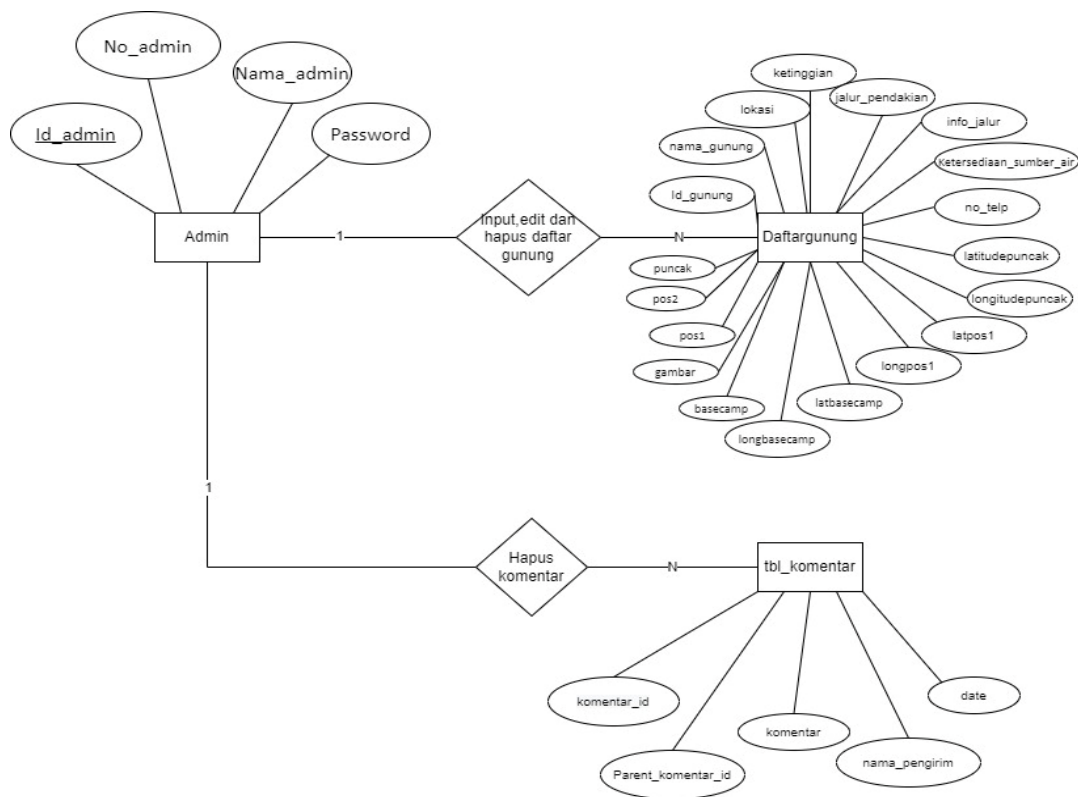 No_admin
Nama_admin
Id_admin
Password
Admin
1
Input,edit dan
hapus daftar
gunung
N
Daftargunung
ketinggian
jalur_pendakian
lokasi
info_jalur
nama_gunung
Ketersediaan_sumber_air
Id_gunung
no_telp
latitudepuncak
puncak
longitudepuncak
pos2
latpos1
pos1
longpos1
gambar
latbasecamp
basecamp
longbasecamp
1
Hapus
komentar
N
tbl_komentar
komentar_id
date
komentar
nama_pengirim
Parent_komentar_id